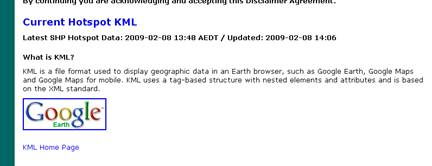 By continuing you are acknowledging and accepting this Disclaimer Agreement.
Current Hotspot KML
Latest SHP Hotspot Data: 2009-02-08 13:48 AEDT / Updated: 2009-02-08 14:06
What is KML?
KML is a file format used to display geographic data in an Earth browser, such as Google Earth, Google Maps
and Google Maps for mobile. KML uses a tag-based structure with nested elements and attributes and is based
on the XML standard.
Google
Earth
KML Home Page